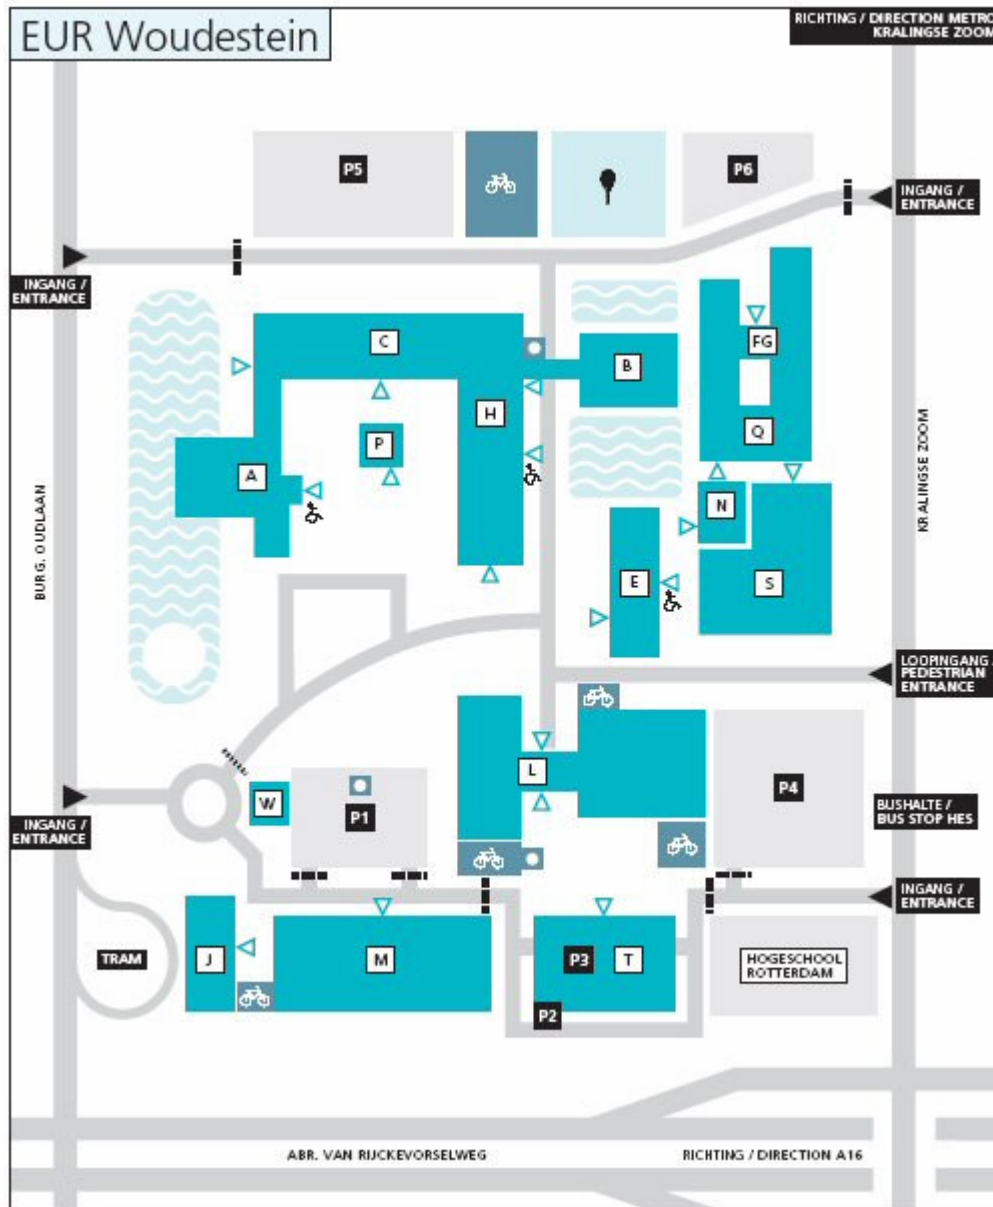 EUR Woudestein
RICHTING / DIRECTION METRO
KRALINGSE ZOOM
P5
P6
INGANG /
ENTRANCE
INGANG /
ENTRANCE
C
B
FG
H
P
Q
A
N
E
S
BURG. OUDLAAN
KRALINGSE ZOOM
LOOPINGANG /
PEDESTRIAN
ENTRANCE
L
W
P1
P4
INGANG /
ENTRANCE
BUSHALTE /
BUS STOP HES
INGANG /
ENTRANCE
TRAM
J
M
P3
T
HOGESCHOOL
ROTTERDAM
P2
ABR. VAN RIJCKEVORSELWEG
RICHTING / DIRECTION A16